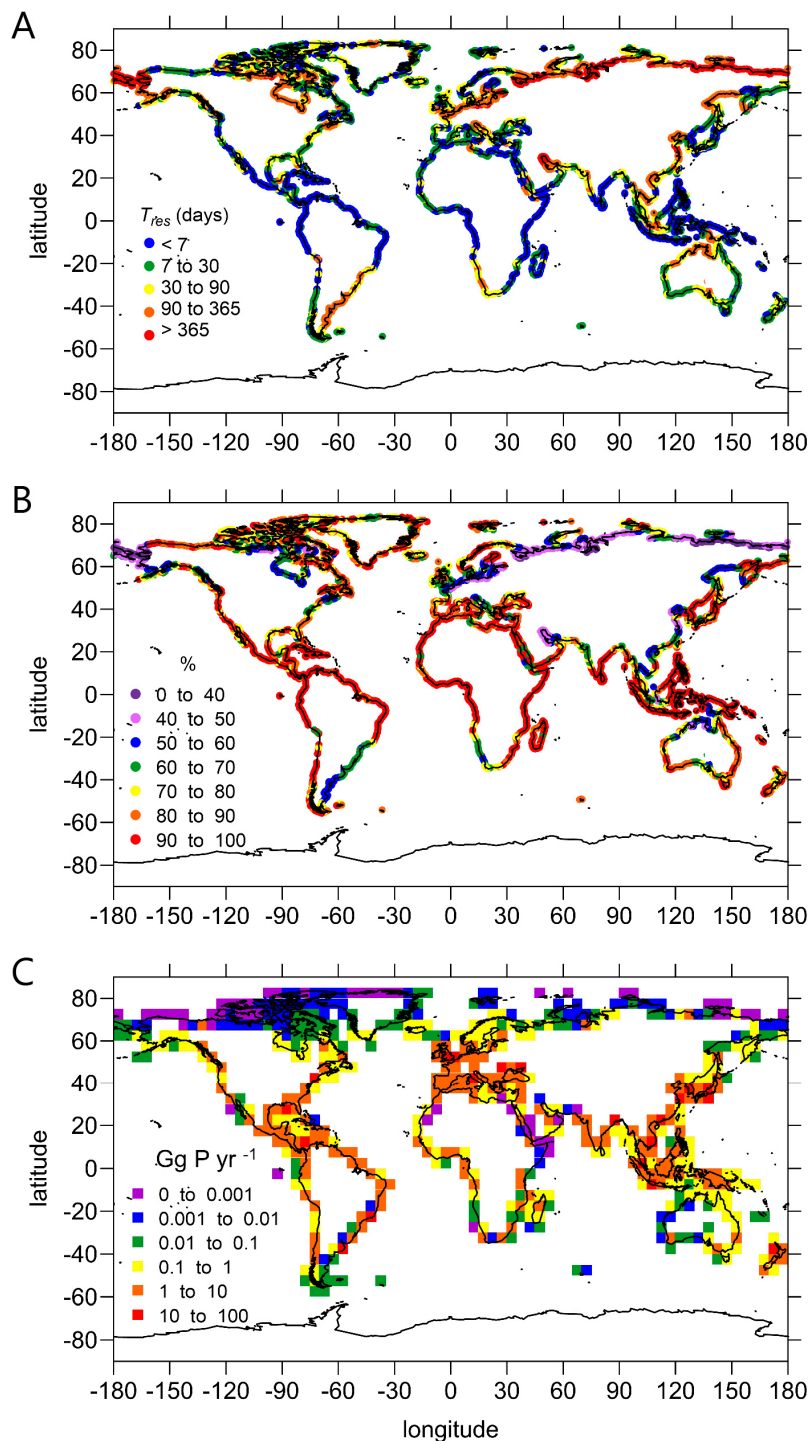 A
80
60
40
20
0
-20
-40
-60
-80
latitude
Tres (days)
< 7
7 to 30
30 to 90
90 to 365
> 365
-180 -150 -120 -90 -60 -30 0 30 60 90 120 150 180
B
80
60
40
20
0
-20
-40
-60
-80
latitude
%
0 to 40
40 to 50
50 to 60
60 to 70
70 to 80
80 to 90
90 to 100
-180 -150 -120 -90 -60 -30 0 30 60 90 120 150 180
C
80
60
40
20
0
-20
-40
-60
-80
latitude
Gg P yr -1
0 to 0.001
0.001 to 0.01
0.01 to 0.1
0.1 to 1
1 to 10
10 to 100
-180 -150 -120 -90 -60 -30 0 30 60 90 120 150 180
longitude